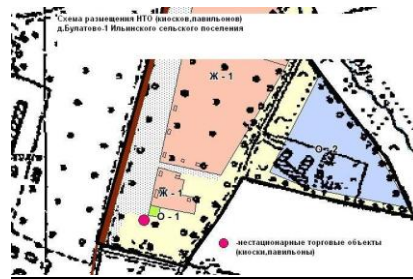 Схема размещения НТО (киосков,павильонов)
д.Булатово-1 Ильинского сельского поселения
Ж - 1
О - 2
Ж - 1
О - 1
-нестационарные торговые объекты
(киоски,павильоны)